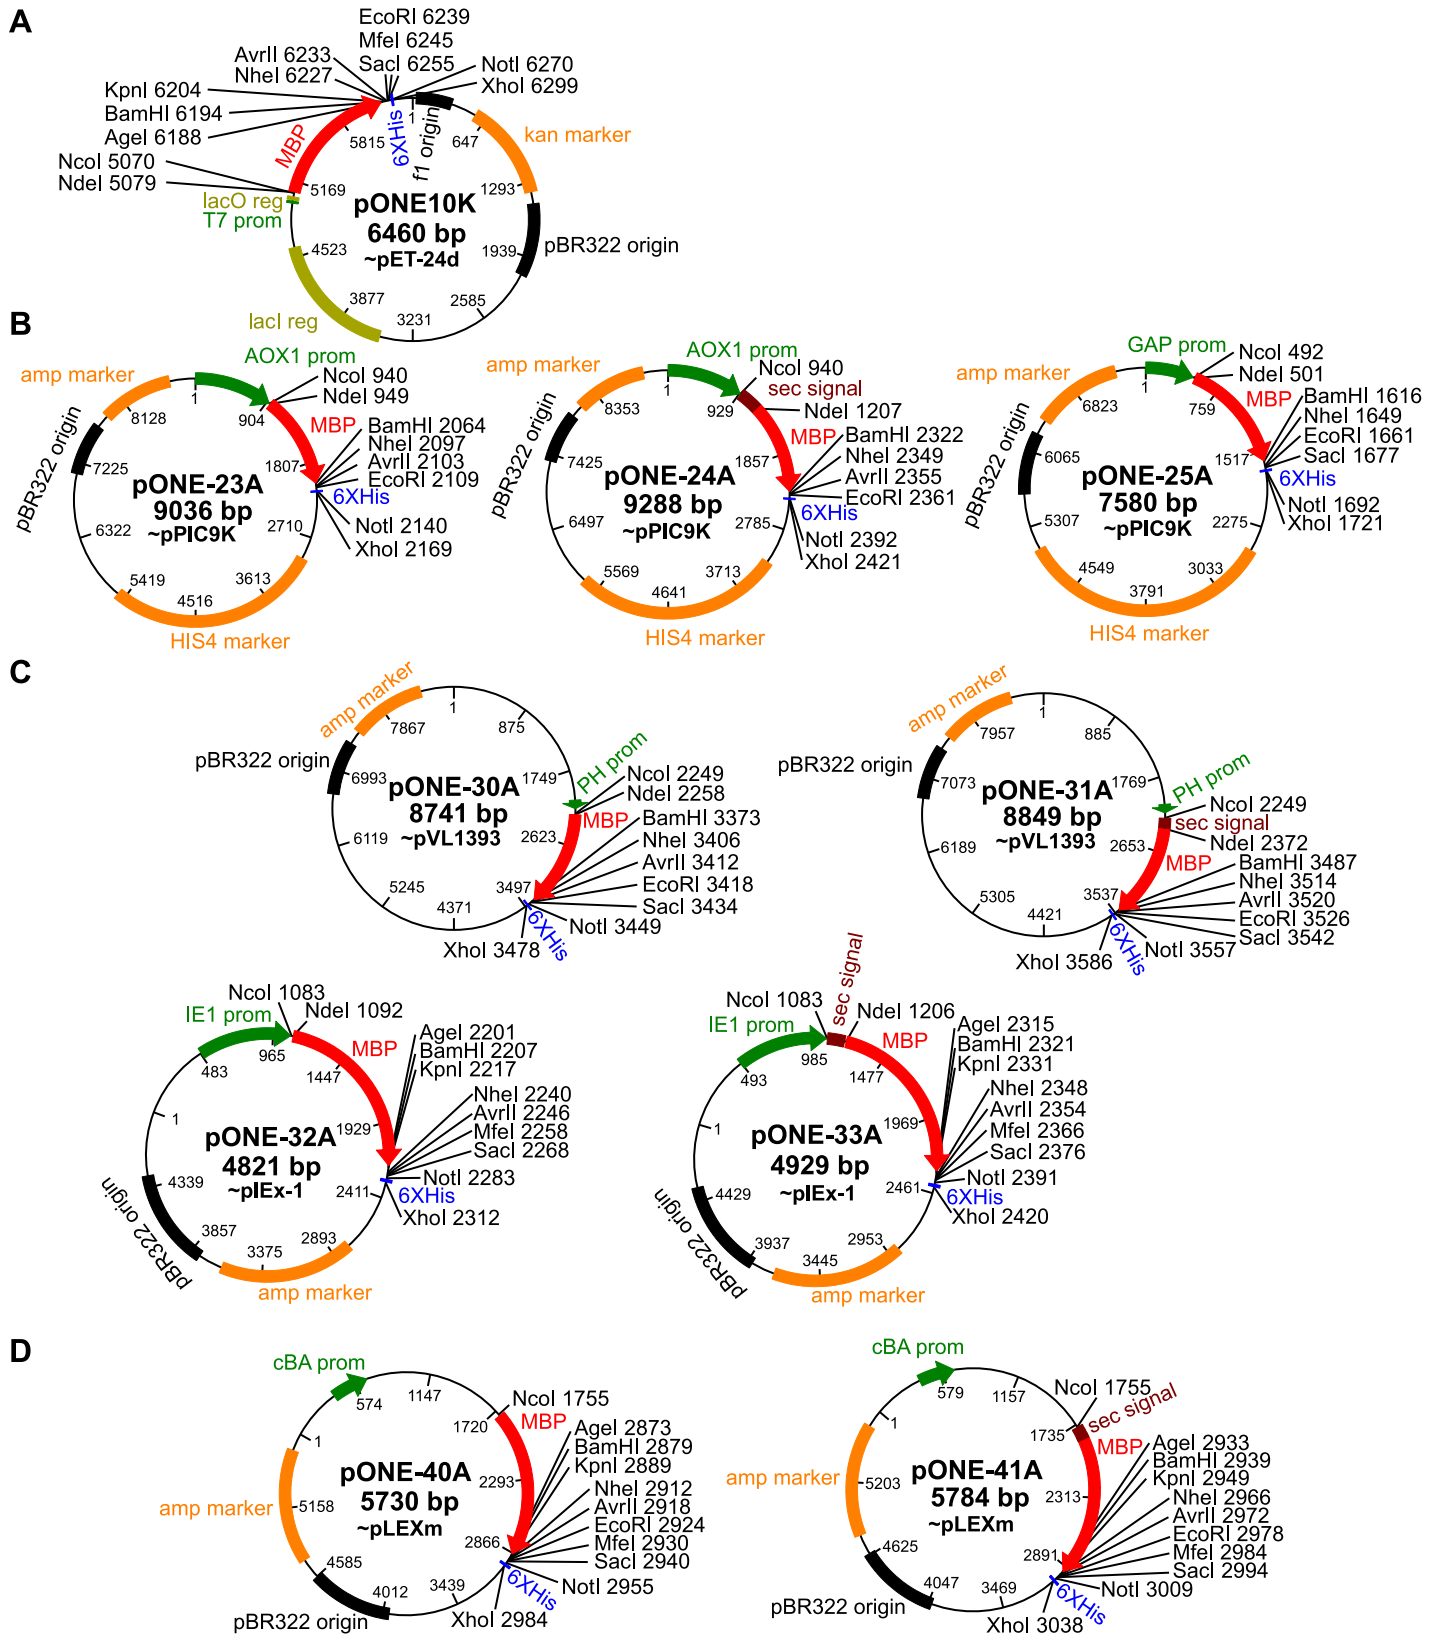 A
EcoRI 6239
MfeI 6245
SacI 6255
AvrII 6233
NheI 6227
NotI 6270
XhoI 6299
KpnI 6204
BamHI 6194
AgeI 6188
NcoI 5070
NdeI 5079
MBP
6XHis
f1 origin
kan marker
lacO reg
T7 prom
pBR322 origin
lacI reg
1
647
1293
1939
2585
3231
3877
4523
5169
5815
pONE10K
6460 bp
~pET-24d
B
AOX1 prom
amp marker
pBR322 origin
NcoI 940
NdeI 949
MBP
BamHI 2064
NheI 2097
AvrII 2103
EcoRI 2109
6XHis
NotI 2140
XhoI 2169
HIS4 marker
1
904
1807
2710
3613
4516
5419
6322
7225
8128
pONE-23A
9036 bp
~pPIC9K
AOX1 prom
amp marker
pBR322 origin
NcoI 940
sec signal
NdeI 1207
MBP
BamHI 2322
NheI 2349
AvrII 2355
EcoRI 2361
6XHis
NotI 2392
XhoI 2421
HIS4 marker
1
929
1857
2785
3713
4641
5569
6497
7425
8353
pONE-24A
9288 bp
~pPIC9K
GAP prom
amp marker
pBR322 origin
NcoI 492
NdeI 501
MBP
BamHI 1616
NheI 1649
EcoRI 1661
SacI 1677
6XHis
NotI 1692
XhoI 1721
HIS4 marker
1
759
1517
2275
3033
3791
4549
5307
6065
6823
pONE-25A
7580 bp
~pPIC9K
C
amp marker
pBR322 origin
PH prom
NcoI 2249
NdeI 2258
MBP
BamHI 3373
NheI 3406
AvrII 3412
EcoRI 3418
SacI 3434
NotI 3449
XhoI 3478
6XHis
1
875
1749
2623
3497
4371
5245
6119
6993
7867
pONE-30A
8741 bp
~pVL1393
amp marker
pBR322 origin
PH prom
NcoI 2249
sec signal
NdeI 2372
MBP
BamHI 3487
NheI 3514
AvrII 3520
EcoRI 3526
SacI 3542
NotI 3557
XhoI 3586
6XHis
1
885
1769
2653
3537
4421
5305
6189
7073
7957
pONE-31A
8849 bp
~pVL1393
NcoI 1083
IE1 prom
NdeI 1092
MBP
AgeI 2201
BamHI 2207
KpnI 2217
NheI 2240
AvrII 2246
MfeI 2258
SacI 2268
NotI 2283
6XHis
XhoI 2312
amp marker
pBR322 origin
1
483
965
1447
1929
2411
2893
3375
3857
4339
pONE-32A
4821 bp
~pIEx-1
NcoI 1083
IE1 prom
sec signal
NdeI 1206
MBP
AgeI 2315
BamHI 2321
KpnI 2331
NheI 2348
AvrII 2354
MfeI 2366
SacI 2376
NotI 2391
6XHis
XhoI 2420
amp marker
pBR322 origin
1
493
985
1477
1969
2461
2953
3445
3937
4429
pONE-33A
4929 bp
~pIEx-1
D
cBA prom
NcoI 1755
MBP
AgeI 2873
BamHI 2879
KpnI 2889
NheI 2912
AvrII 2918
EcoRI 2924
MfeI 2930
SacI 2940
NotI 2955
6XHis
XhoI 2984
amp marker
pBR322 origin
1
574
1147
1720
2293
2866
3439
4012
4585
5158
pONE-40A
5730 bp
~pLEXm
cBA prom
NcoI 1755
sec signal
MBP
AgeI 2933
BamHI 2939
KpnI 2949
NheI 2966
AvrII 2972
EcoRI 2978
MfeI 2984
SacI 2994
NotI 3009
6XHis
XhoI 3038
amp marker
pBR322 origin
1
579
1157
1735
2313
2891
3469
4047
4625
5203
pONE-41A
5784 bp
~pLEXm